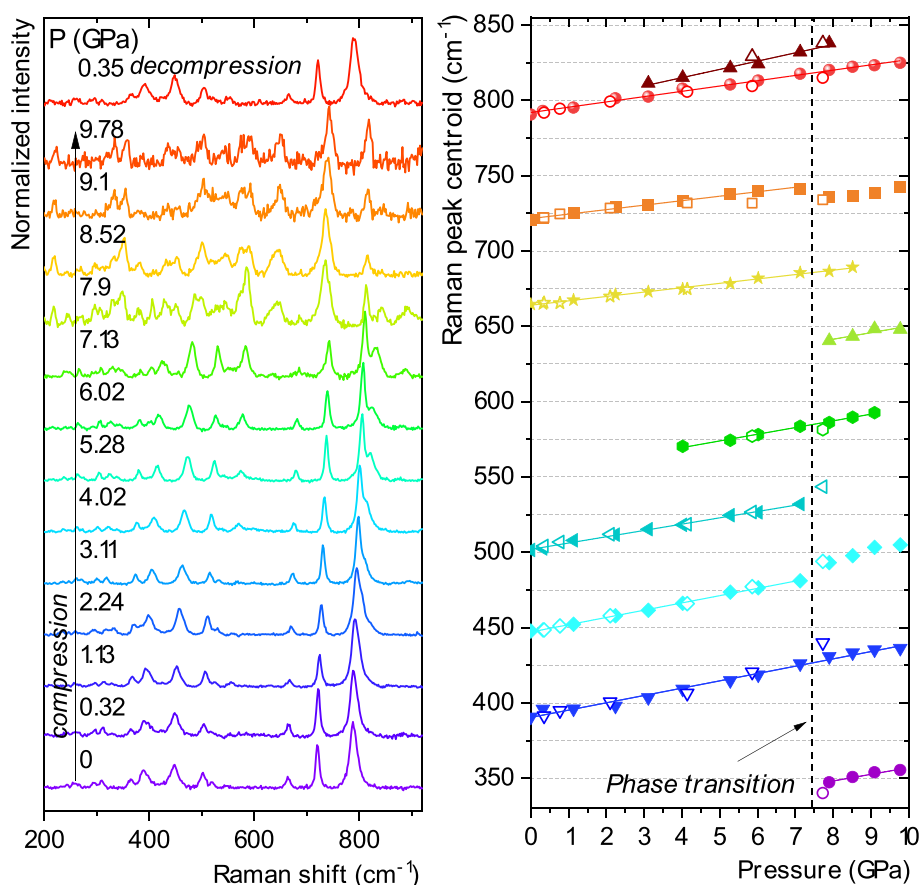 P (GPa)
0.35 decompression
9.78
9.1
8.52
7.9
7.13
6.02
5.28
4.02
3.11
2.24
1.13
0.32
0
compression
Normalized intensity
200 400 600 800
Raman shift (cm⁻¹)
Raman peak centroid (cm⁻¹)
850
800
750
700
650
600
550
500
450
400
350
Phase transition
0 1 2 3 4 5 6 7 8 9 10
Pressure (GPa)